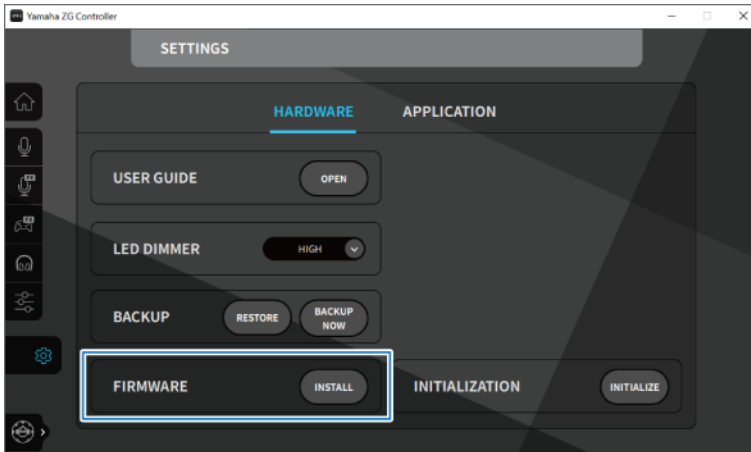 Yamaha ZG Controller
SETTINGS
HARDWARE APPLICATION
USER GUIDE OPEN
LED DIMMER HIGH
BACKUP RESTORE BACKUP
NOW
FIRMWARE INSTALL INITIALIZATION INITIALIZE